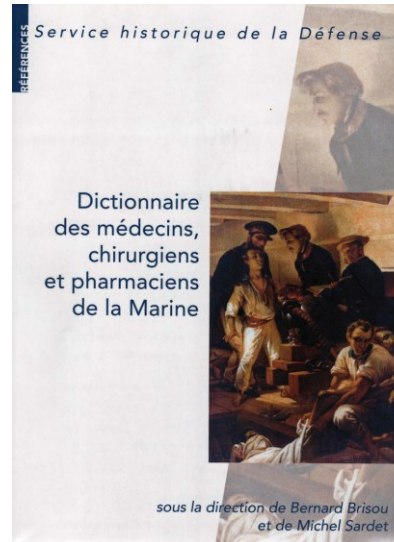 RÉFÉRENCES
Service historique de la Défense
Dictionnaire
des médecins,
chirurgiens
et pharmaciens
de la Marine
sous la direction de Bernard Brisou
et de Michel Sardet